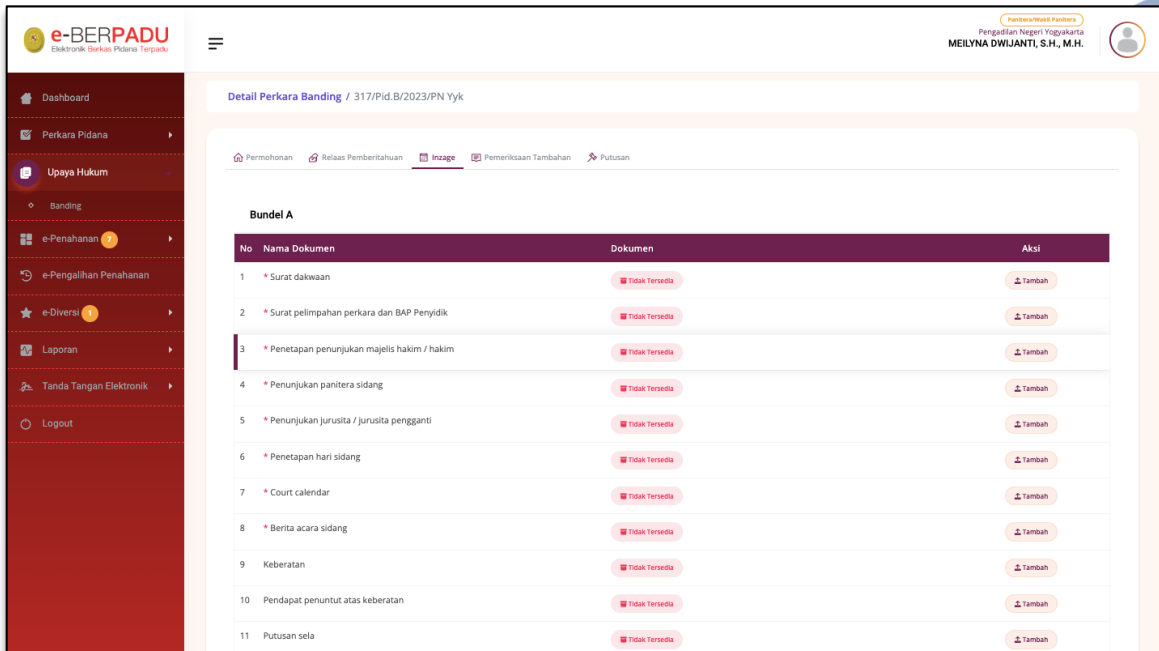 e-BERPADU
Elektronik Berkas Pidana Terpadu
Panitera/Wakil Panitera
Pengadilan Negeri Yogyakarta
MEILYNA DWIJANTI, S.H., M.H.
Dashboard
Perkara Pidana
Upaya Hukum
Banding
e-Penahanan 7
e-Pengalihan Penahanan
e-Diversi 1
Laporan
Tanda Tangan Elektronik
Logout
Detail Perkara Banding / 317/Pid.B/2023/PN Yyk
Permohonan Relaas Pemberitahuan Inzage Pemeriksaan Tambahan Putusan
Bundel A
No Nama Dokumen Dokumen Aksi
1 * Surat dakwaan Tidak Tersedia Tambah
2 * Surat pelimpahan perkara dan BAP Penyidik Tidak Tersedia Tambah
3 * Penetapan penunjukan majelis hakim / hakim Tidak Tersedia Tambah
4 * Penunjukan panitera sidang Tidak Tersedia Tambah
5 * Penunjukan jurusita / jurusita pengganti Tidak Tersedia Tambah
6 * Penetapan hari sidang Tidak Tersedia Tambah
7 * Court calendar Tidak Tersedia Tambah
8 * Berita acara sidang Tidak Tersedia Tambah
9 Keberatan Tidak Tersedia Tambah
10 Pendapat penuntut atas keberatan Tidak Tersedia Tambah
11 Putusan sela Tidak Tersedia Tambah